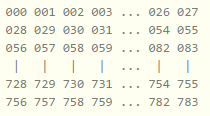 000 001 002 003 ... 026 027
028 029 030 031 ... 054 055
056 057 058 059 ... 082 083
| | | | ... | |
728 729 730 731 ... 754 755
756 757 758 759 ... 782 783